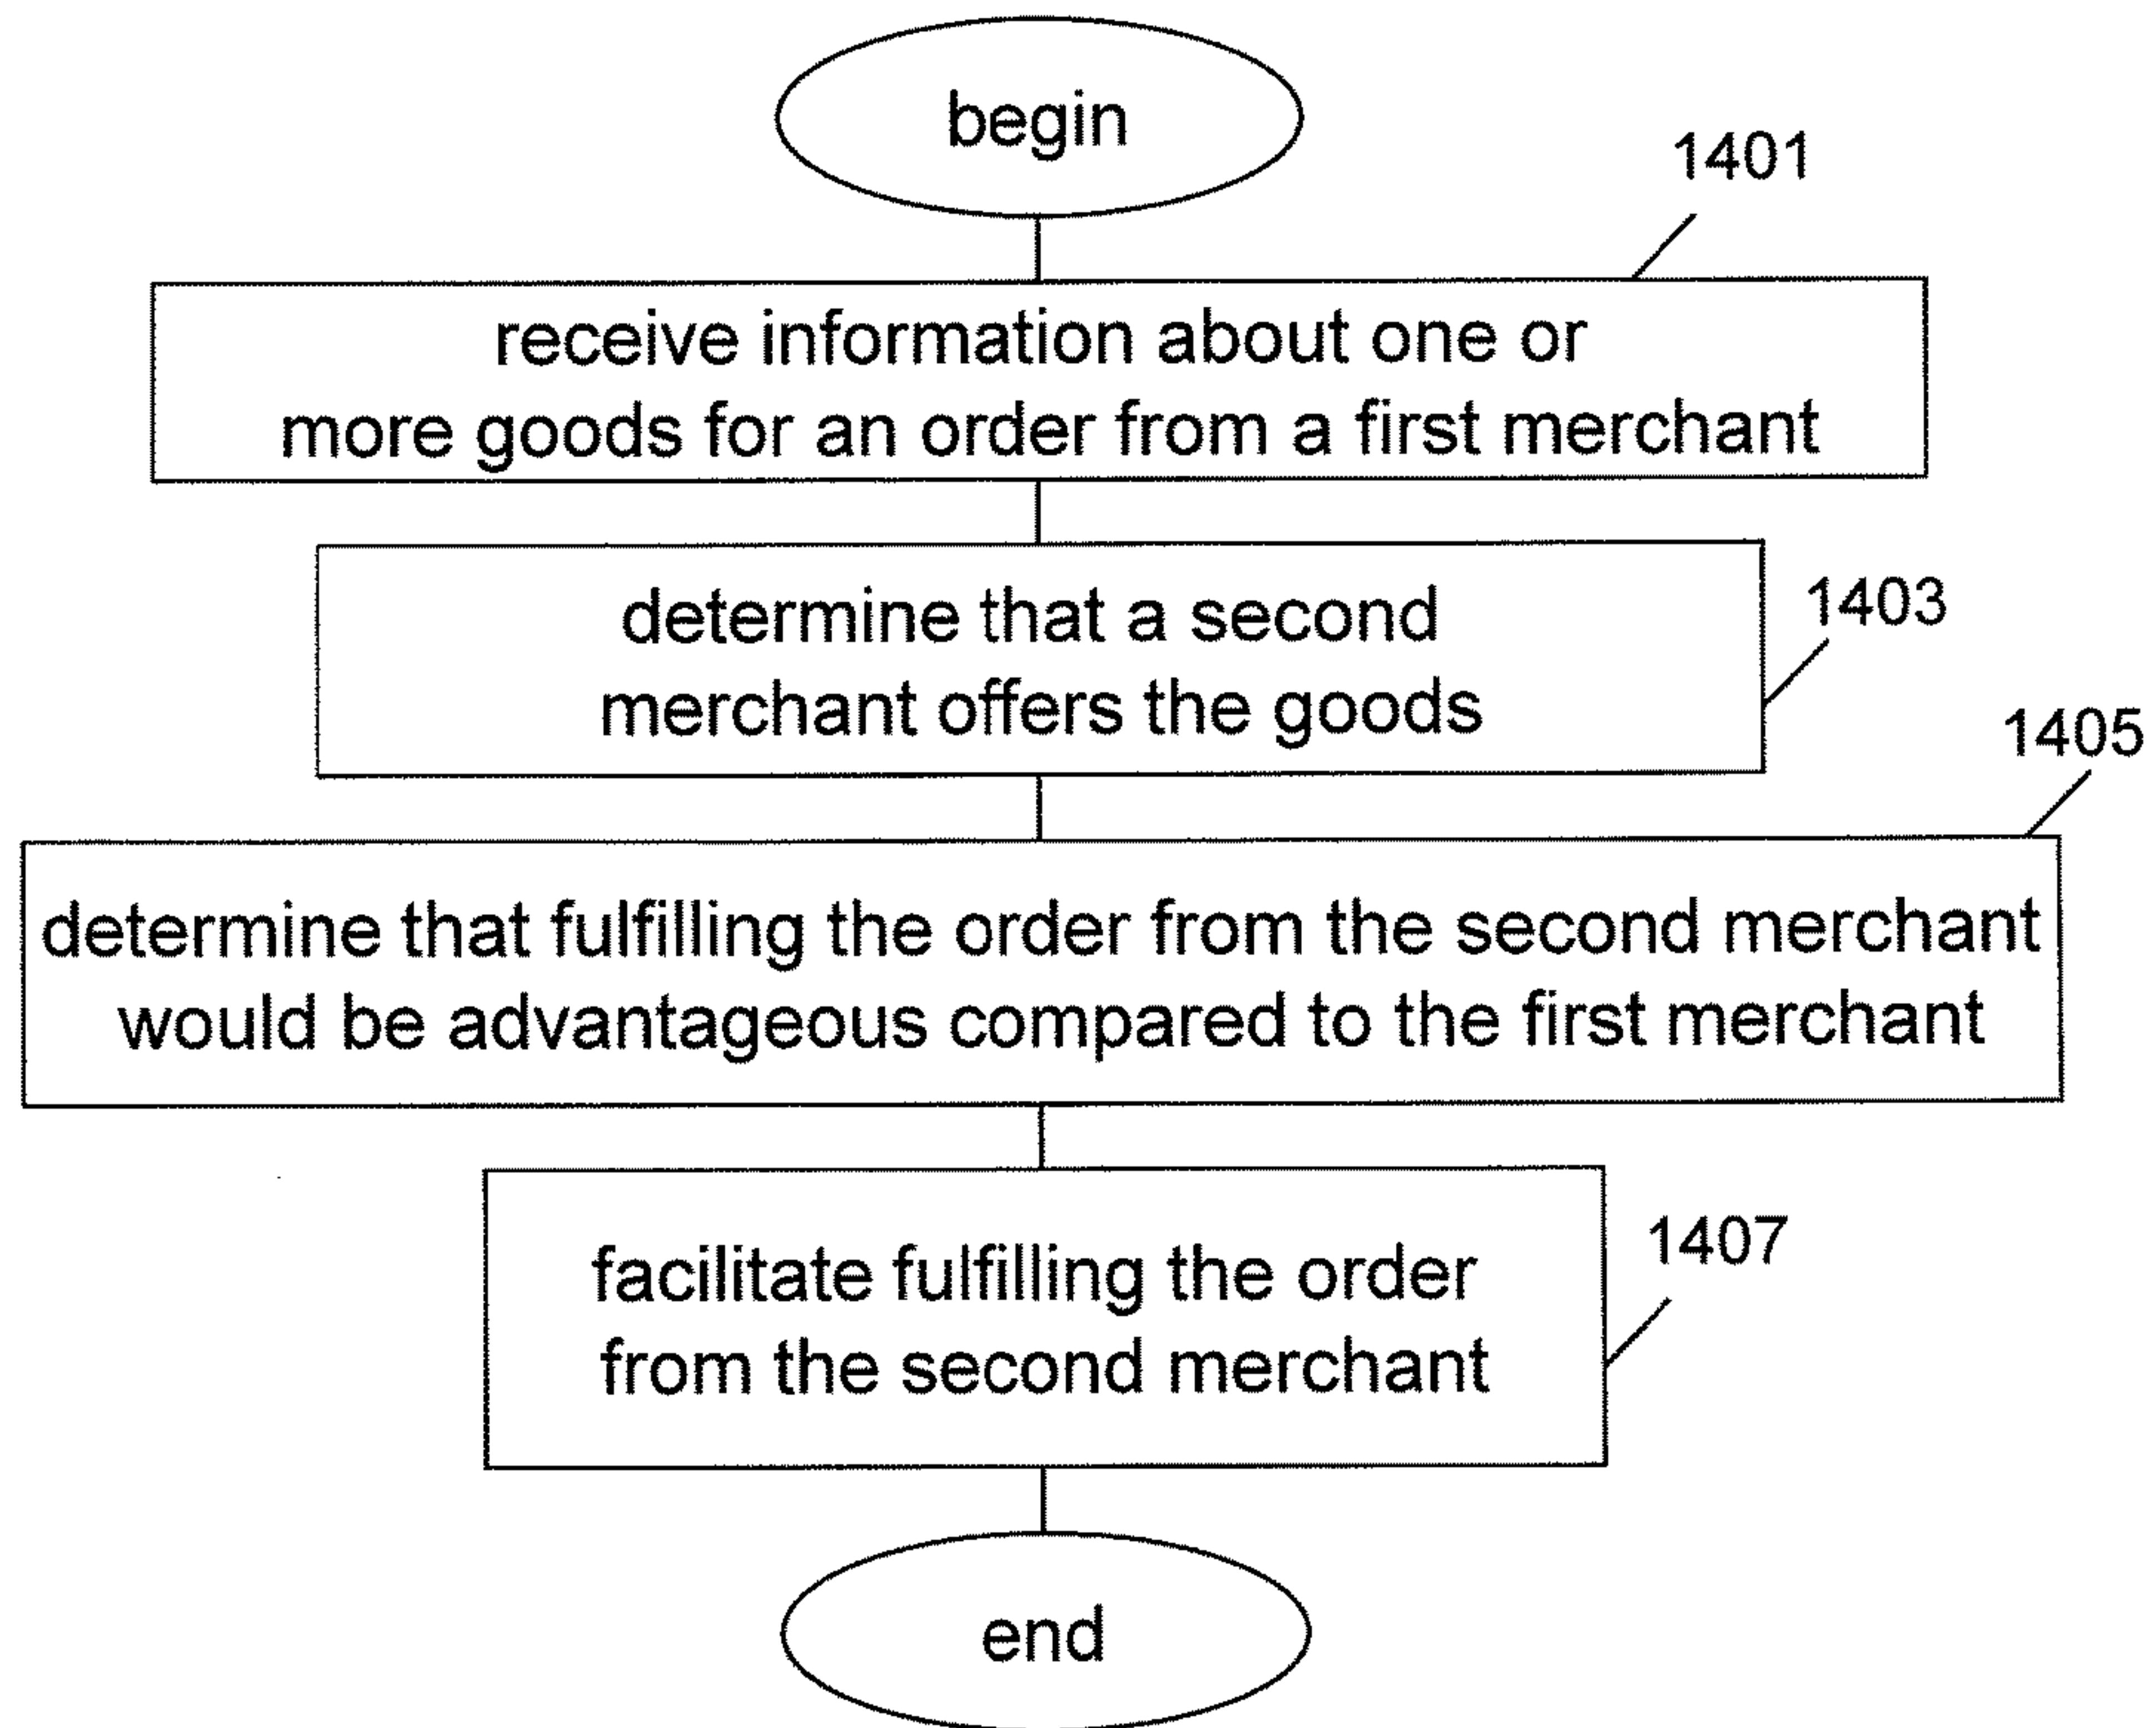 begin
1401
receive information about one or
more goods for an order from a first merchant
determine that a second
merchant offers the goods
1403
1405
determine that fulfilling the order from the second merchant
would be advantageous compared to the first merchant
facilitate fulfilling the order
from the second merchant
1407
end